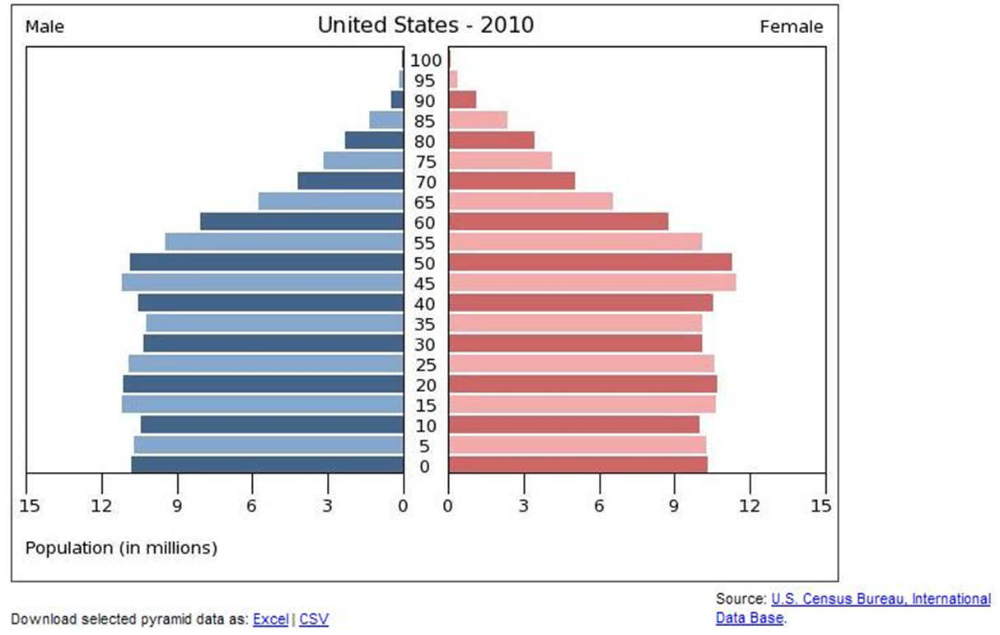 United States - 2010
Male
Female
100
95
90
85
80
75
70
65
60
55
50
45
40
35
30
25
20
15
10
5
0
15 12 9 6 3 0 0 3 6 9 12 15
Population (in millions)
Source: U.S. Census Bureau, International
Data Base.
Download selected pyramid data as: Excel | CSV